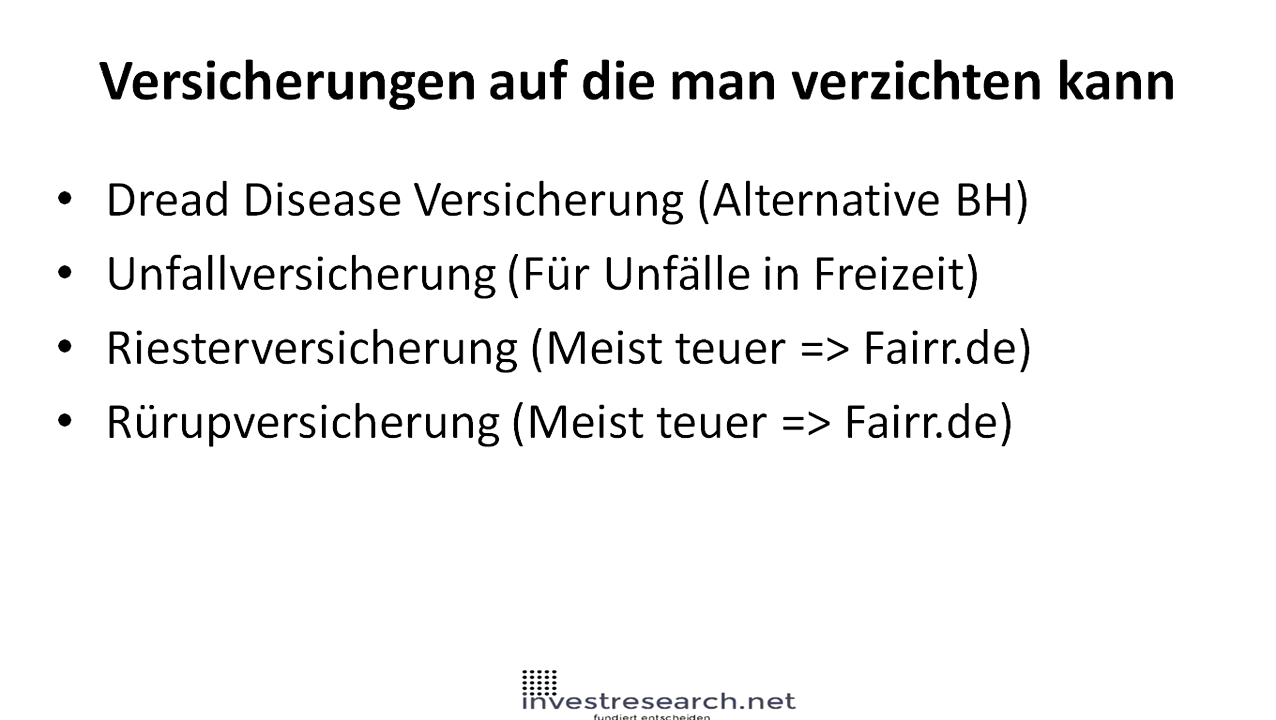 Versicherungen auf die man verzichten kann
• Dread Disease Versicherung (Alternative BH)
• Unfallversicherung (Für Unfälle in Freizeit)
• Riesterversicherung (Meist teuer => Fairr.de)
• Rürupversicherung (Meist teuer => Fairr.de)
investresearch.net
fundiert entscheiden